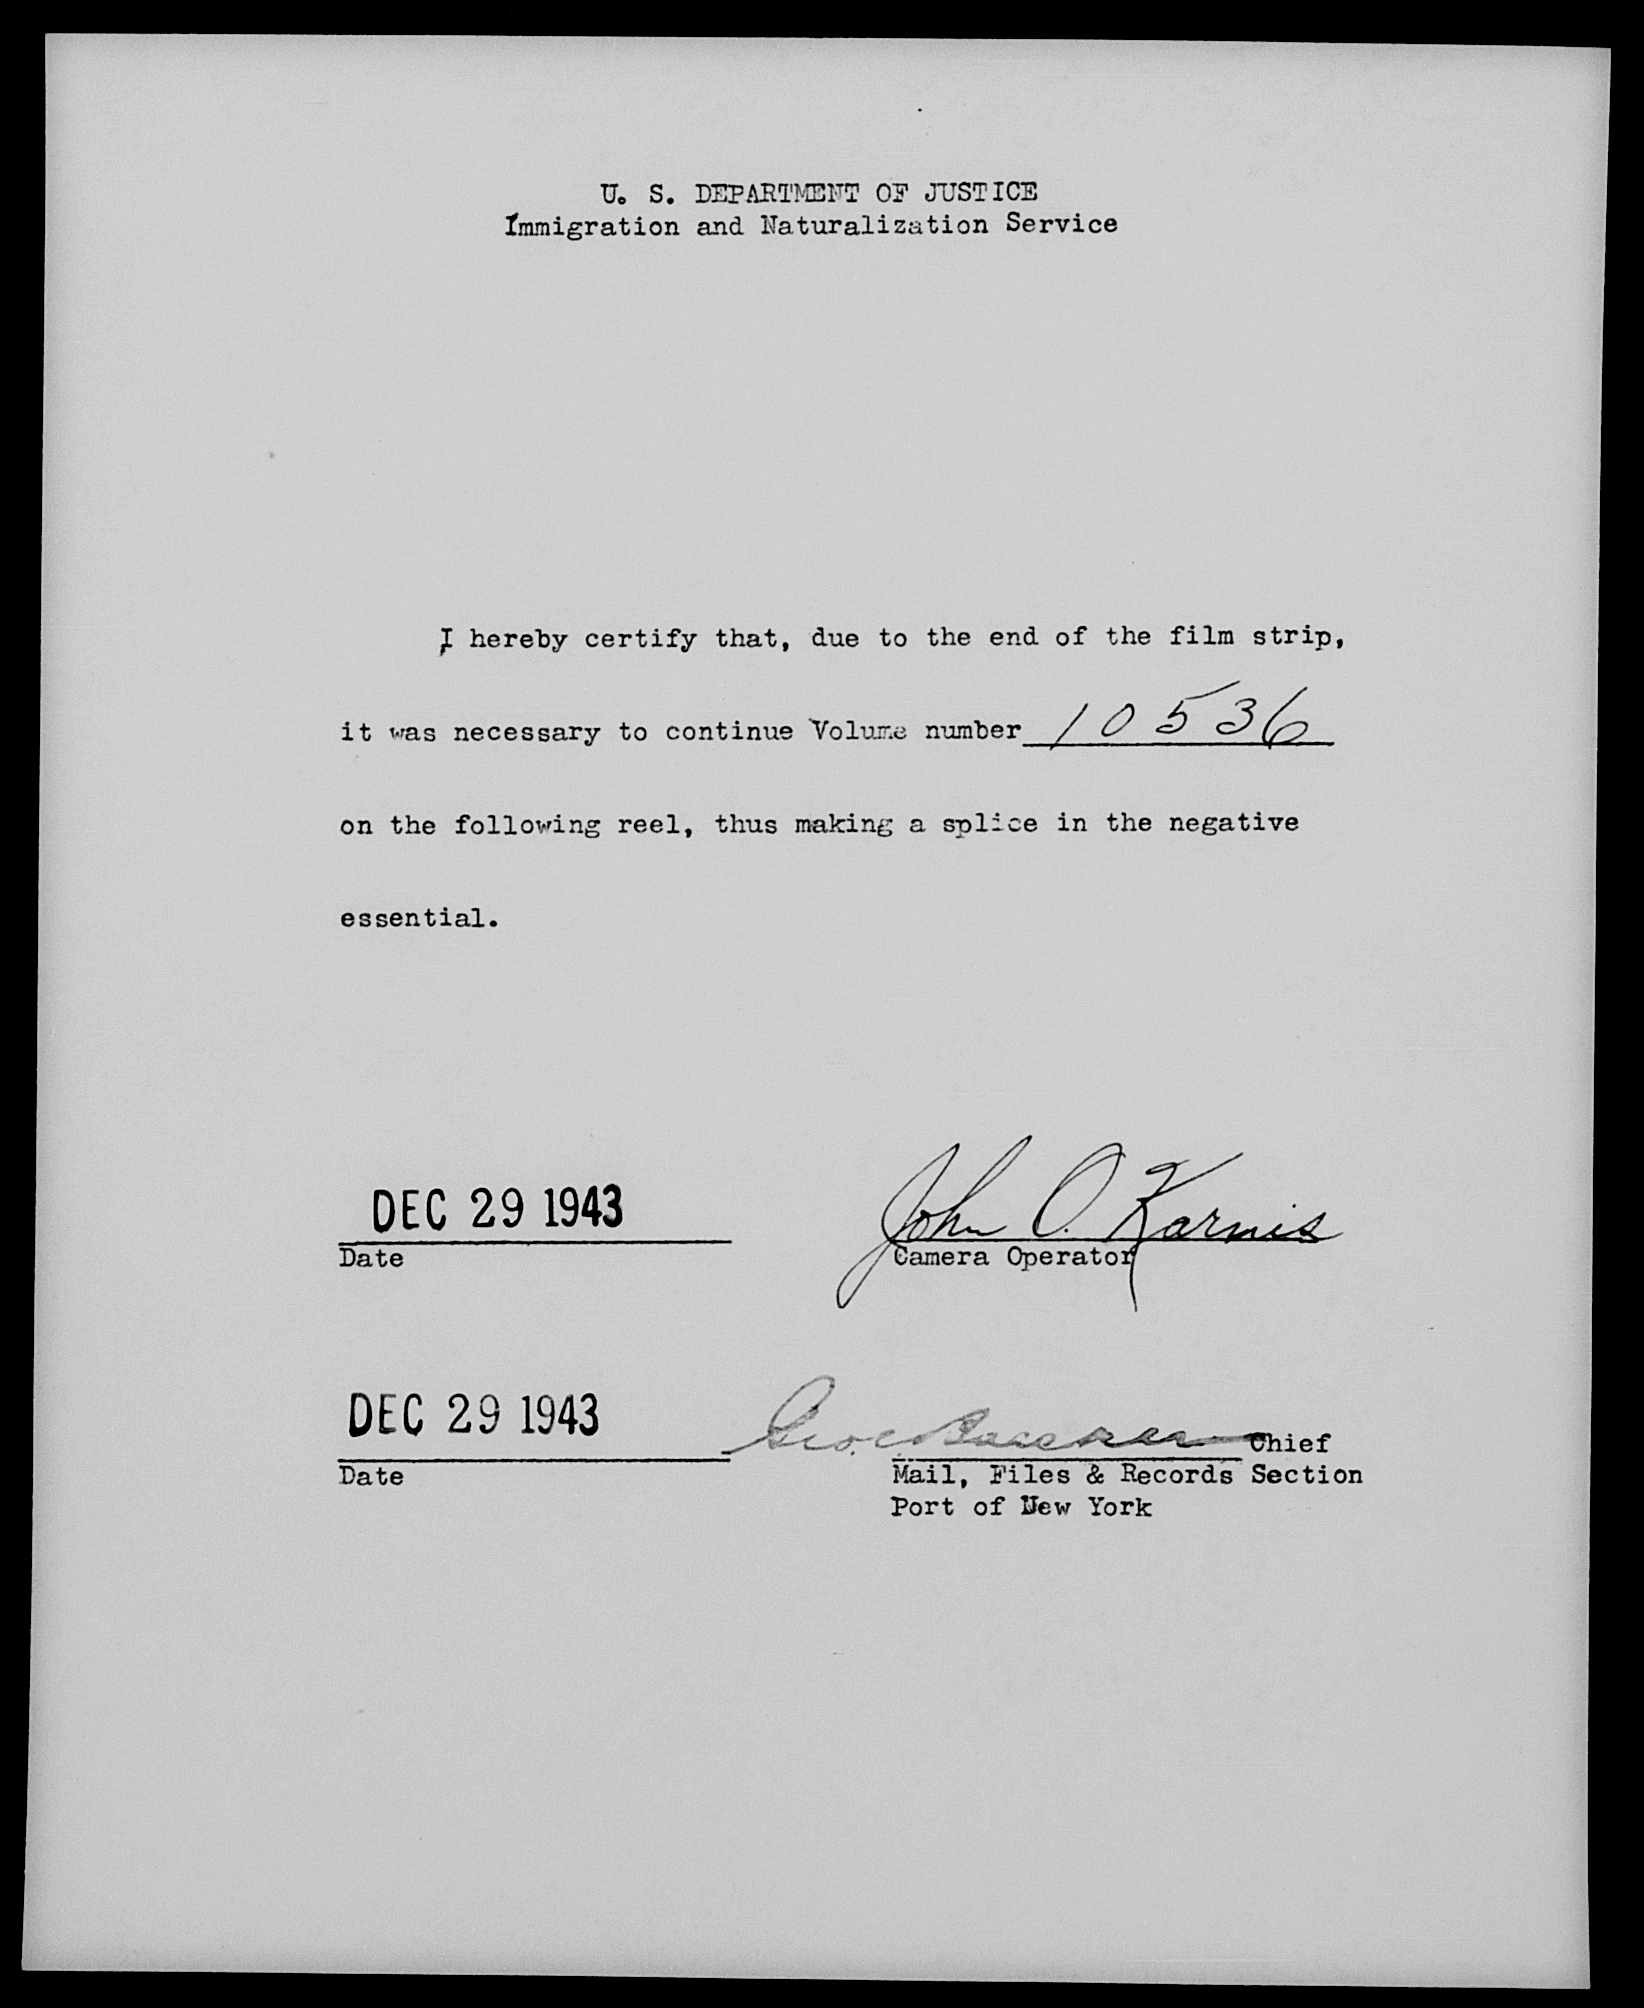 U. S. DEPARTMENT OF JUSTICE
Immigration and Naturalization Service
I hereby certify that, due to the end of the film strip,
it was necessary to continue Volume number 10536
on the following reel, thus making a splice in the negative
essential.
DEC 29 1943 John O. Karnis
Date Camera Operator
DEC 29 1943 Geo. Chief
Date Mail, Files & Records Section
Port of New York